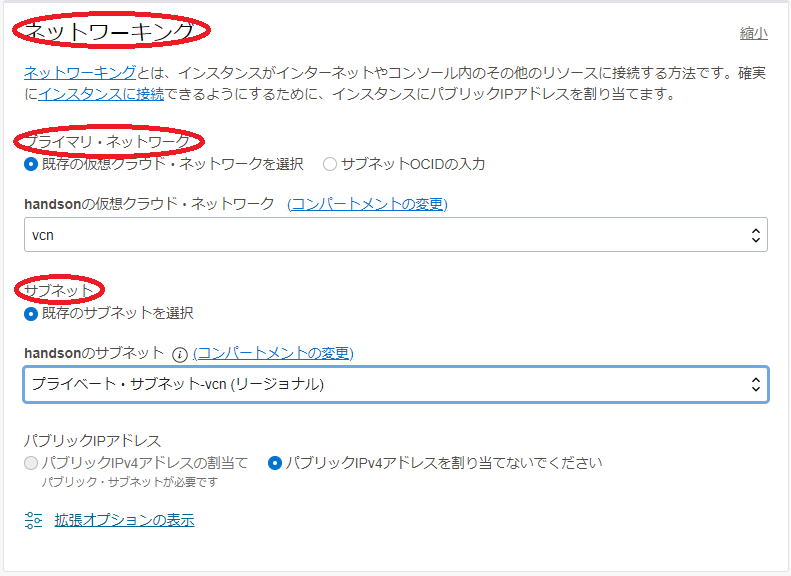 ネットワーキング
縮小
ネットワーキングとは、インスタンスがインターネットやコンソール内のその他のリソースに接続する方法です。確実
にインスタンスに接続できるようにするために、インスタンスにパブリックIPアドレスを割り当てます。
プライマリ・ネットワーク
既存の仮想クラウド・ネットワークを選択 サブネットOCIDの入力
handsonの仮想クラウド・ネットワーク (コンパートメントの変更)
vcn
サブネット
既存のサブネットを選択
handsonのサブネット (コンパートメントの変更)
プライベート・サブネット-vcn (リージョナル)
パブリックIPアドレス
パブリックIPv4アドレスの割当て パブリックIPv4アドレスを割り当てないでください
パブリック・サブネットが必要です
拡張オプションの表示